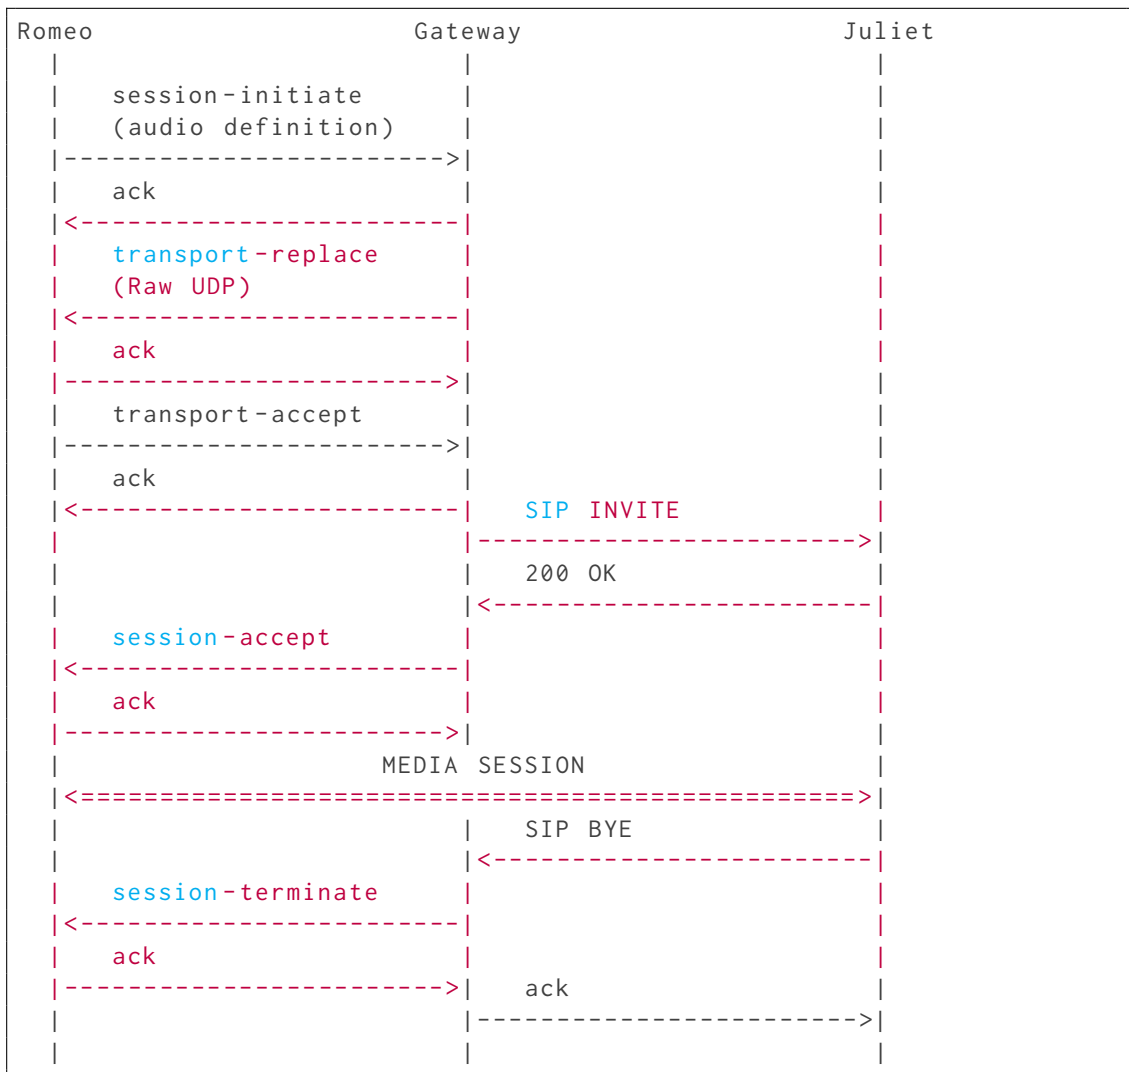 Romeo                    Gateway                     Juliet
  |                          |                          |
  |   session-initiate       |                          |
  |   (audio definition)     |                          |
  |------------------------->|                          |
  |   ack                    |                          |
  |<-------------------------|                          |
  |   transport-replace      |                          |
  |   (Raw UDP)              |                          |
  |<-------------------------|                          |
  |   ack                    |                          |
  |------------------------->|                          |
  |   transport-accept       |                          |
  |------------------------->|                          |
  |   ack                    |                          |
  |<-------------------------|   SIP INVITE             |
  |                          |------------------------->|
  |                          |   200 OK                 |
  |                          |<-------------------------|
  |   session-accept         |                          |
  |<-------------------------|                          |
  |   ack                    |                          |
  |------------------------->|                          |
  |                    MEDIA SESSION                    |
  |<===================================================>|
  |                          |   SIP BYE                |
  |                          |<-------------------------|
  |   session-terminate      |                          |
  |<-------------------------|                          |
  |   ack                    |                          |
  |------------------------->|   ack                    |
  |                          |------------------------->|
  |                          |                          |